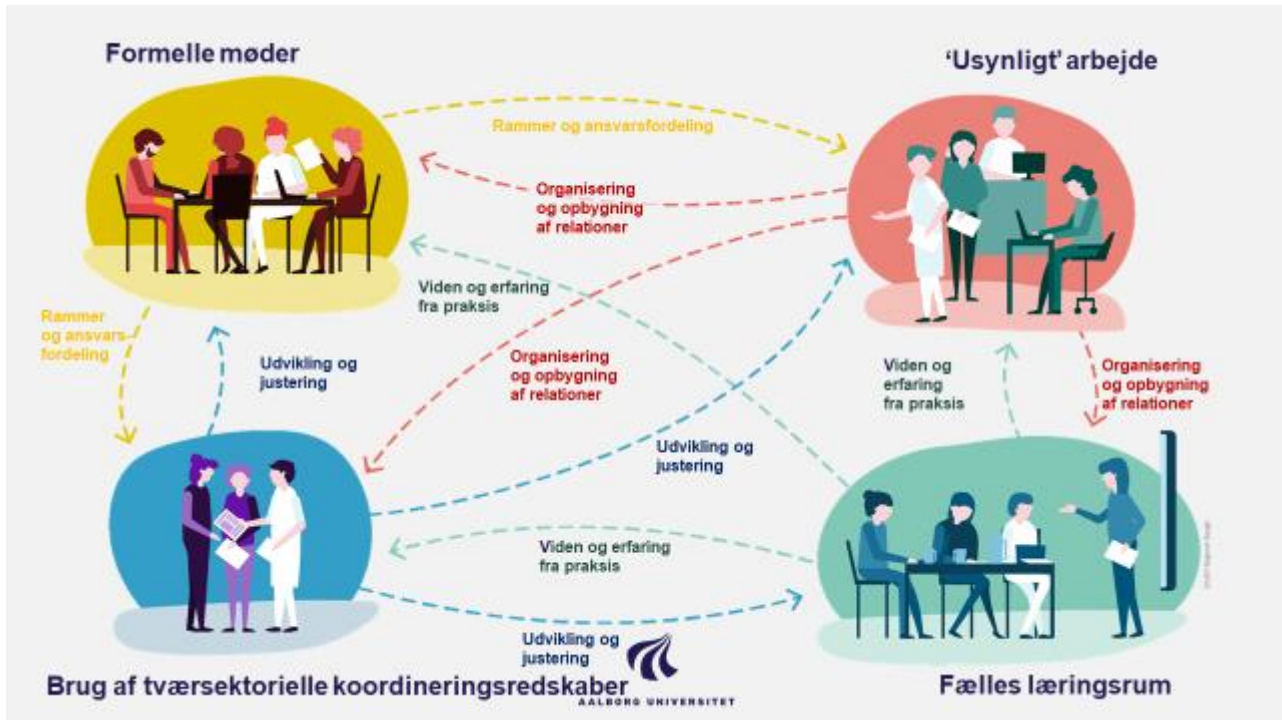 Formelle møder
'Usynligt' arbejde
Rammer og ansvarsfordeling
Organisering
og opbygning
af relationer
Viden og erfaring
fra praksis
Rammer
og ansvars-
fordeling
Udvikling og
justering
Organisering
og opbygning
af relationer
Viden og
erfaring
fra praksis
Organisering
og opbygning
af relationer
Udvikling og
justering
Viden og erfaring
fra praksis
Udvikling og
justering
Brug af tværsektorielle koordineringsredskaber
AALBORG UNIVERSITET
Fælles læringsrum